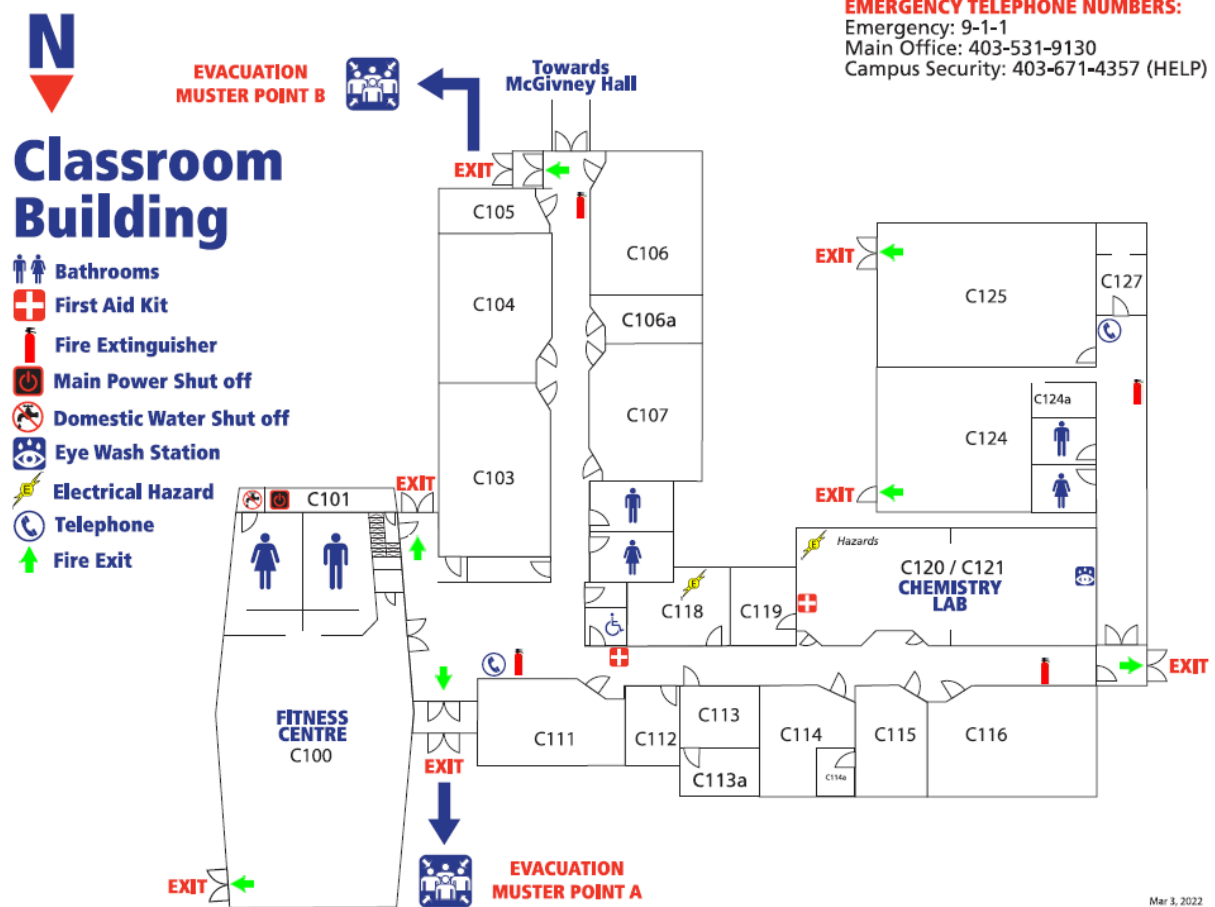 N
EMERGENCY TELEPHONE NUMBERS:
Emergency: 9-1-1
Main Office: 403-531-9130
Campus Security: 403-671-4357 (HELP)
EVACUATION
MUSTER POINT B
Towards
McGivney Hall
Classroom
Building
Bathrooms
First Aid Kit
Fire Extinguisher
Main Power Shut off
Domestic Water Shut off
Eye Wash Station
E
Electrical Hazard
Telephone
Fire Exit
EXIT
C105
C106
C104
C106a
C107
C103
EXIT
C101
EXIT
C125
C127
C124a
C124
EXIT
E
Hazards
C120 / C121
CHEMISTRY
LAB
E
C118
C119
EXIT
FITNESS
CENTRE
C100
C111
C112
C113
C113a
C114
C114a
C115
C116
EXIT
EXIT
EVACUATION
MUSTER POINT A
Mar 3, 2022